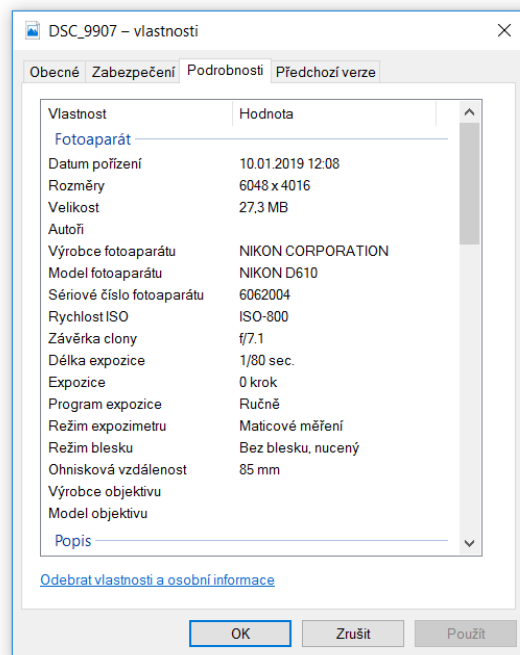 DSC_9907 – vlastnosti
Obecné Zabezpečení Podrobnosti Předchozí verze
Vlastnost Hodnota
Fotoaparát
Datum pořízení 10.01.2019 12:08
Rozměry 6048 x 4016
Velikost 27,3 MB
Autoři
Výrobce fotoaparátu NIKON CORPORATION
Model fotoaparátu NIKON D610
Sériové číslo fotoaparátu 6062004
Rychlost ISO ISO-800
Závěrka clony f/7.1
Délka expozice 1/80 sec.
Expozice 0 krok
Program expozice Ručně
Režim expozimetru Maticové měření
Režim blesku Bez blesku, nucený
Ohnisková vzdálenost 85 mm
Výrobce objektivu
Model objektivu
Popis
Odebrat vlastnosti a osobní informace
OK Zrušit Použít